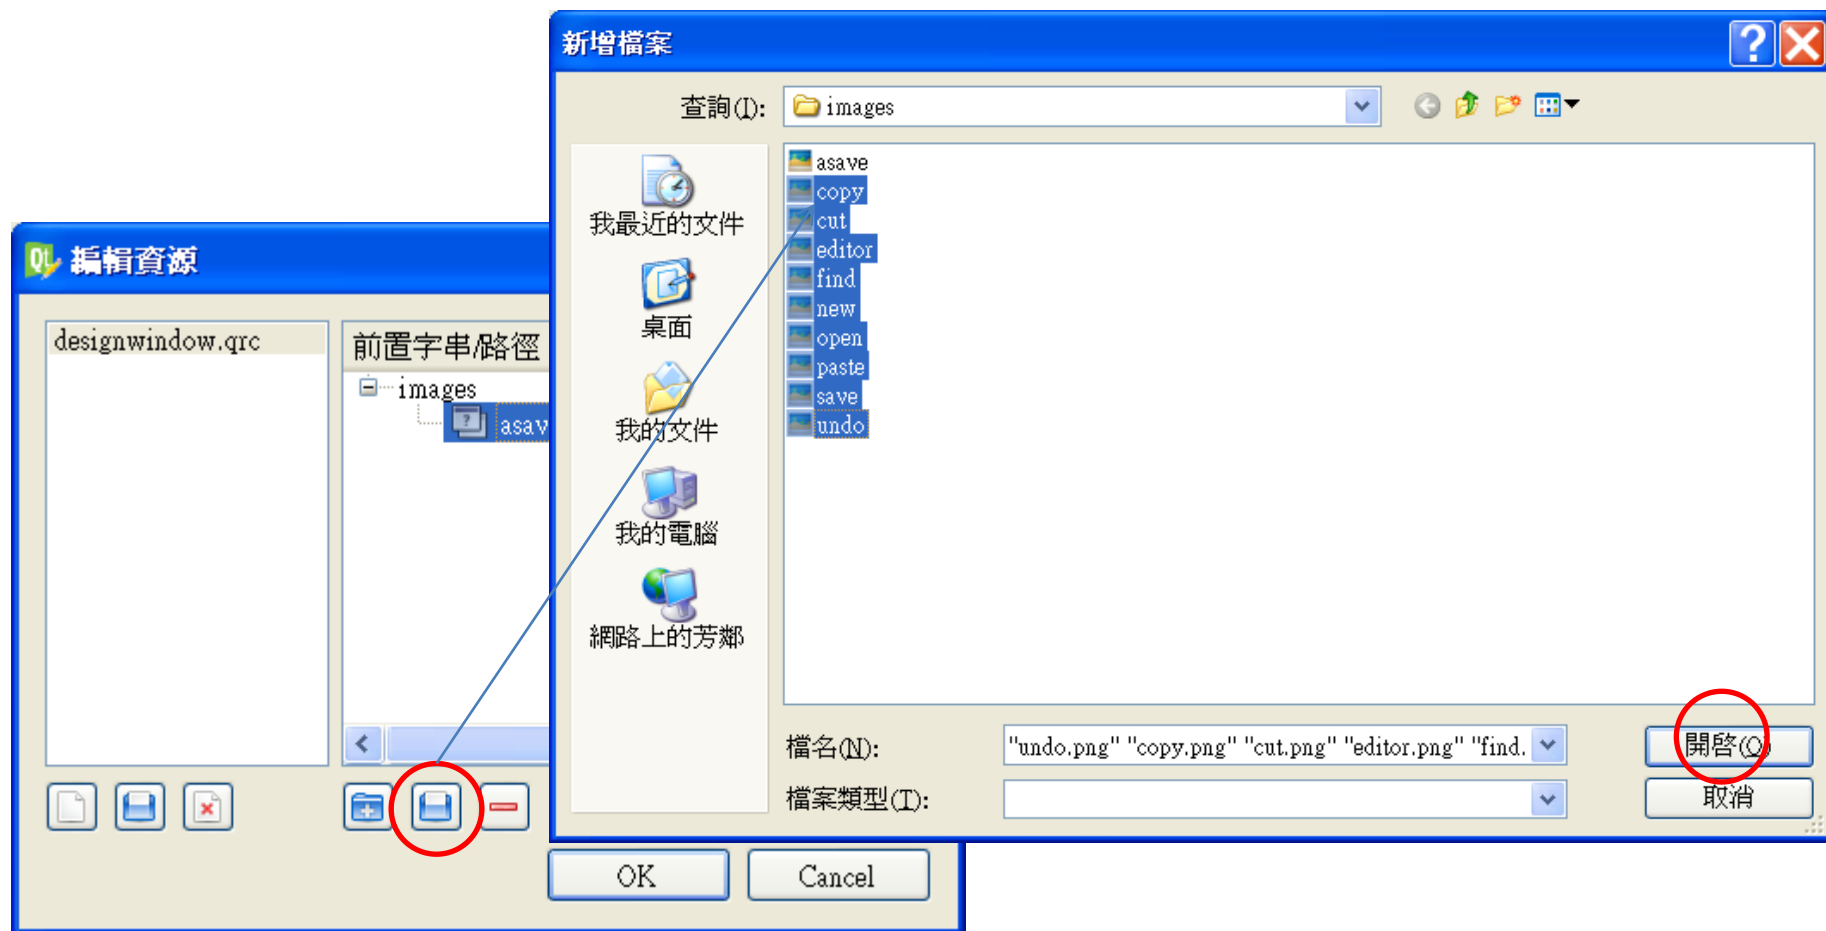 新增檔案
查詢(I):
images
我最近的文件
桌面
我的文件
我的電腦
網路上的芳鄰
asave
copy
cut
editor
find
new
open
paste
save
undo
檔名(N):
"undo.png" "copy.png" "cut.png" "editor.png" "find.
開啓(O)
檔案類型(T):
取消
編輯資源
designwindow.qrc
前置字串/路徑
images
asav
OK
Cancel